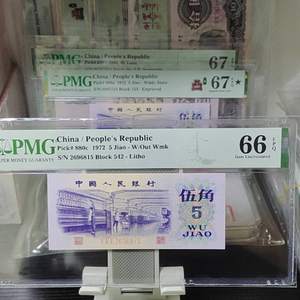 PMG
China / People's Republic
67 EPQ
PMG
China / People's Republic
67 EPQ ★
PMG
PAPER MONEY GUARANTY
China / People's Republic
Pick# 880c 1972 5 Jiao - W/Out Wmk
S/N 2696815 Block 542 - Litho
66 EPQ
Gem Uncirculated
中国人民银行
伍角
5
WU
JIAO